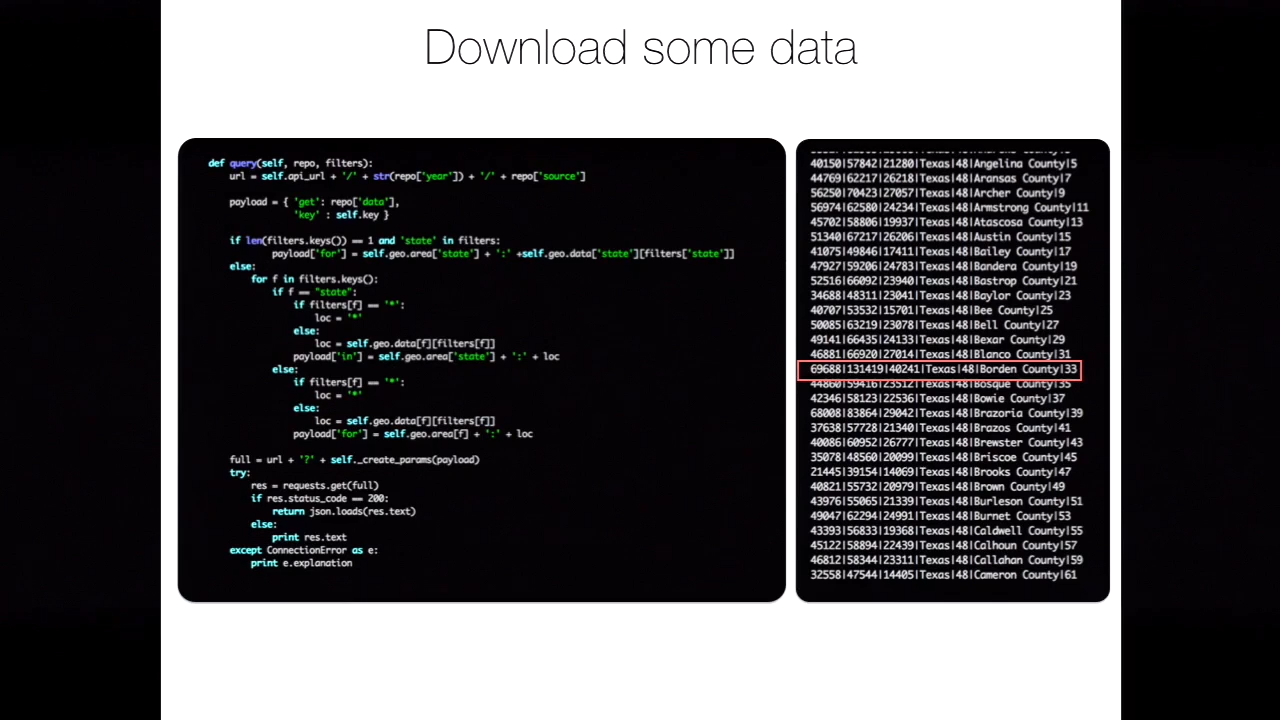 Download some data
def query(self, repo, filters):
url = self.api_url + '/' + str(repo['year']) + '/' + repo['source']
payload = { 'get': repo['data'],
'key' : self.key }
if len(filters.keys()) == 1 and 'state' in filters:
payload['for'] = self.geo.area['state'] + ':' +self.geo.data['state'][filters['state']]
else:
for f in filters.keys():
if f == "state":
if filters[f] == '*':
loc = '*'
else:
loc = self.geo.data[f][filters[f]]
payload['in'] = self.geo.area['state'] + ':' + loc
else:
if filters[f] == '*':
loc = '*'
else:
loc = self.geo.data[f][filters[f]]
payload['for'] = self.geo.area[f] + ':' + loc
full = url + '?' + self._create_params(payload)
try:
res = requests.get(full)
if res.status_code == 200:
return json.loads(res.text)
else:
print res.text
except ConnectionError as e:
print e.explanation
40150|57842|21280|Texas|48|Angelina County|5
44769|62217|26218|Texas|48|Aransas County|7
56250|70423|27057|Texas|48|Archer County|9
56974|62580|24234|Texas|48|Armstrong County|11
45702|58806|19937|Texas|48|Atascosa County|13
51340|67217|26206|Texas|48|Austin County|15
41075|49846|17411|Texas|48|Bailey County|17
47927|59206|24783|Texas|48|Bandera County|19
52516|66092|23940|Texas|48|Bastrop County|21
34688|48311|23041|Texas|48|Baylor County|23
40707|53532|15701|Texas|48|Bee County|25
50085|63219|23078|Texas|48|Bell County|27
49141|66435|24133|Texas|48|Bexar County|29
46881|66920|27014|Texas|48|Blanco County|31
69688|131419|40241|Texas|48|Borden County|33
44860|59416|23512|Texas|48|Bosque County|35
42346|58123|22536|Texas|48|Bowie County|37
68008|83864|29042|Texas|48|Brazoria County|39
37638|57728|21340|Texas|48|Brazos County|41
40086|60952|26777|Texas|48|Brewster County|43
35078|48560|20099|Texas|48|Briscoe County|45
21445|39154|14069|Texas|48|Brooks County|47
40821|55732|20979|Texas|48|Brown County|49
43976|55065|21339|Texas|48|Burleson County|51
49047|62294|24991|Texas|48|Burnet County|53
43393|56833|19368|Texas|48|Caldwell County|55
45122|58894|22439|Texas|48|Calhoun County|57
46812|58344|23311|Texas|48|Callahan County|59
32558|47544|14405|Texas|48|Cameron County|61